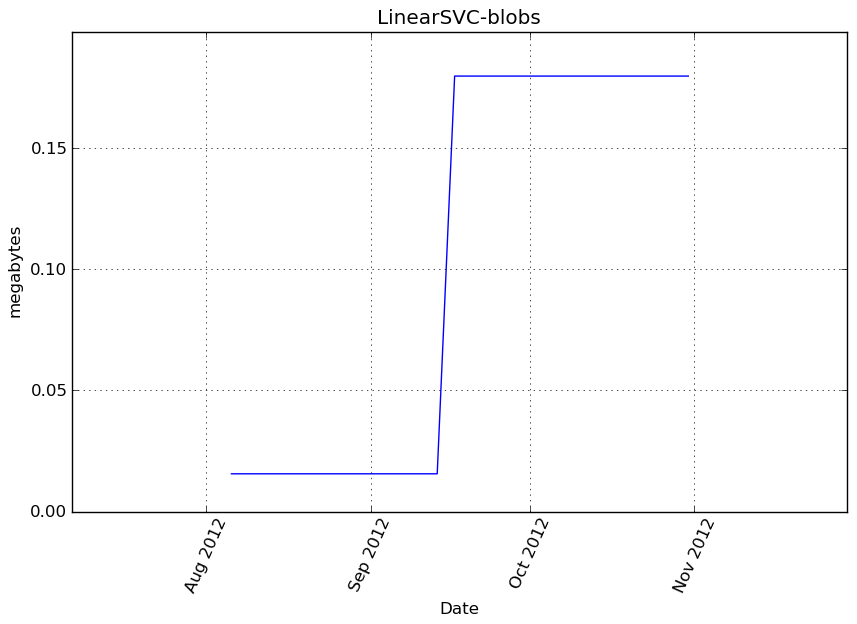 LinearSVC-blobs
megabytes
0.15
0.10
0.05
0.00
Aug 2012
Sep 2012
Oct 2012
Nov 2012
Date